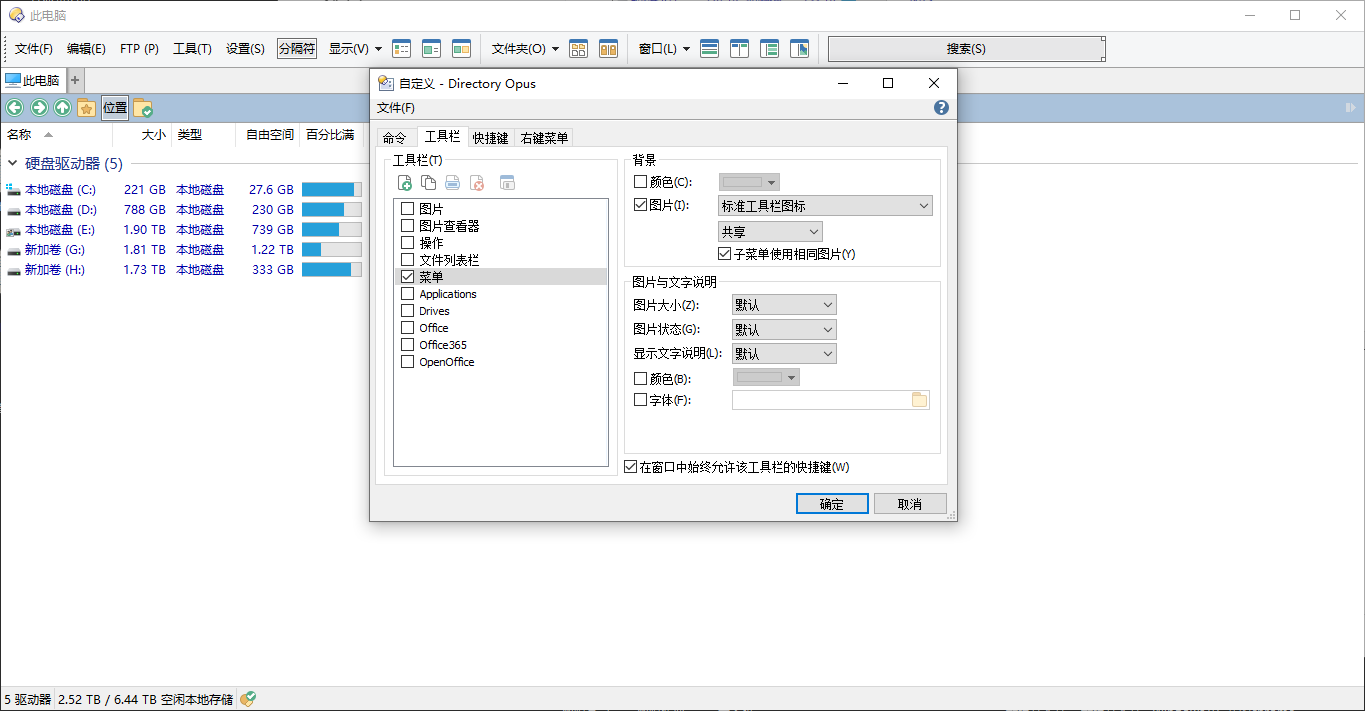 此电脑
文件(F) 编辑(E) FTP (P) 工具(T) 设置(S) 分隔符 显示(V) 文件夹(O) 窗口(L) 搜索(S)
此电脑 +
位置
名称 大小 类型 自由空间 百分比满
硬盘驱动器 (5)
本地磁盘 (C:) 221 GB 本地磁盘 27.6 GB
本地磁盘 (D:) 788 GB 本地磁盘 230 GB
本地磁盘 (E:) 1.90 TB 本地磁盘 739 GB
新加卷 (G:) 1.81 TB 本地磁盘 1.22 TB
新加卷 (H:) 1.73 TB 本地磁盘 333 GB
自定义 - Directory Opus
文件(F)
命令 工具栏 快捷键 右键菜单
工具栏(T)
图片
图片查看器
操作
文件列表栏
菜单
Applications
Drives
Office
Office365
OpenOffice
背景
颜色(C):
图片(I): 标准工具栏图标
共享
子菜单使用相同图片(Y)
图片与文字说明
图片大小(Z): 默认
图片状态(G): 默认
显示文字说明(L): 默认
颜色(B):
字体(F):
在窗口中始终允许该工具栏的快捷键(W)
确定 取消
5 驱动器 2.52 TB / 6.44 TB 空闲本地存储